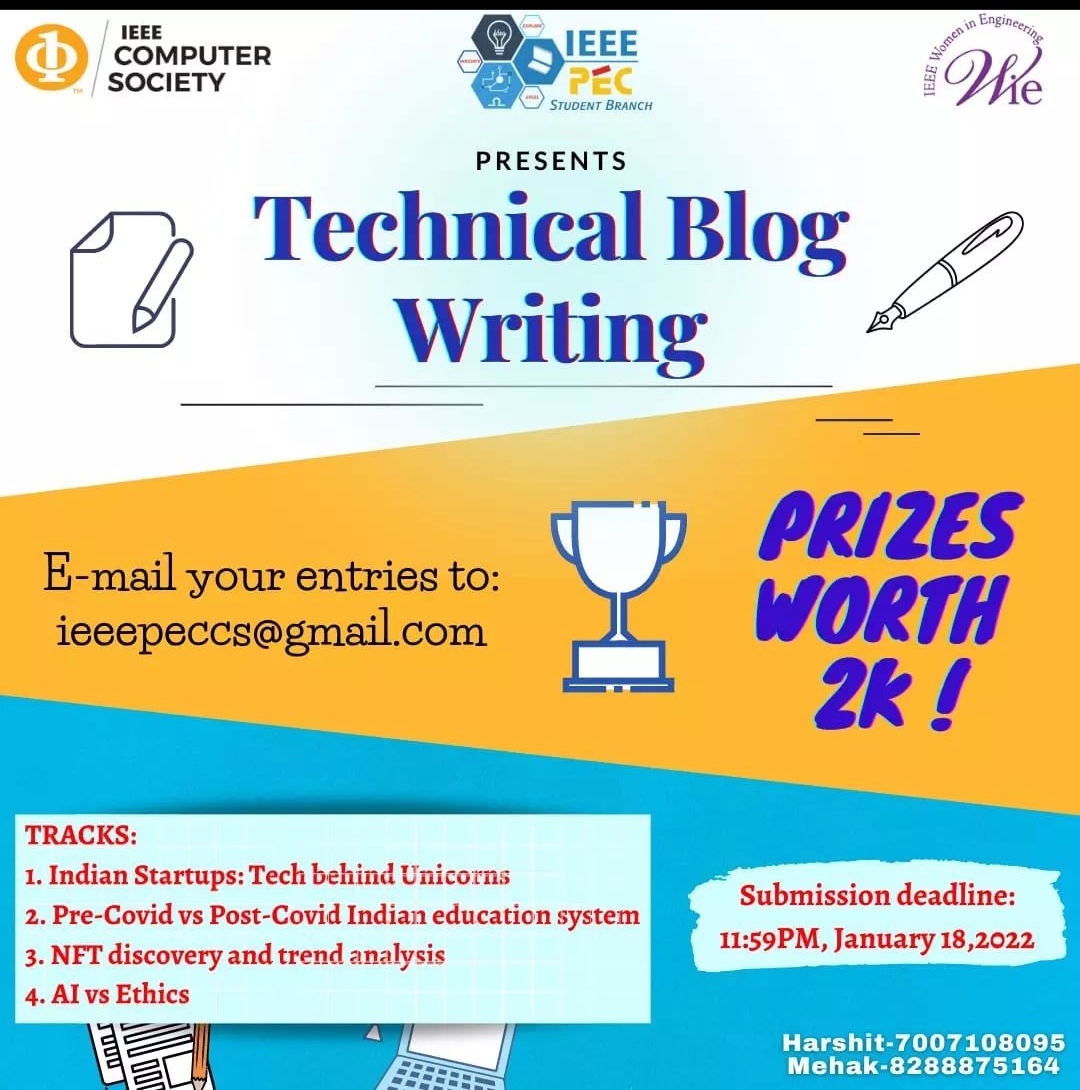 IEEE
COMPUTER
SOCIETY
TM
IEEE
PEC
STUDENT BRANCH
IEEE Women in Engineering
Wie
PRESENTS
Technical Blog
Writing
E-mail your entries to:
ieeepeccs@gmail.com
PRIZES
WORTH
2K !
TRACKS:
1. Indian Startups: Tech behind Unicorns
2. Pre-Covid vs Post-Covid Indian education system
3. NFT discovery and trend analysis
4. AI vs Ethics
Submission deadline:
11:59PM, January 18,2022
Harshit-7007108095
Mehak-8288875164